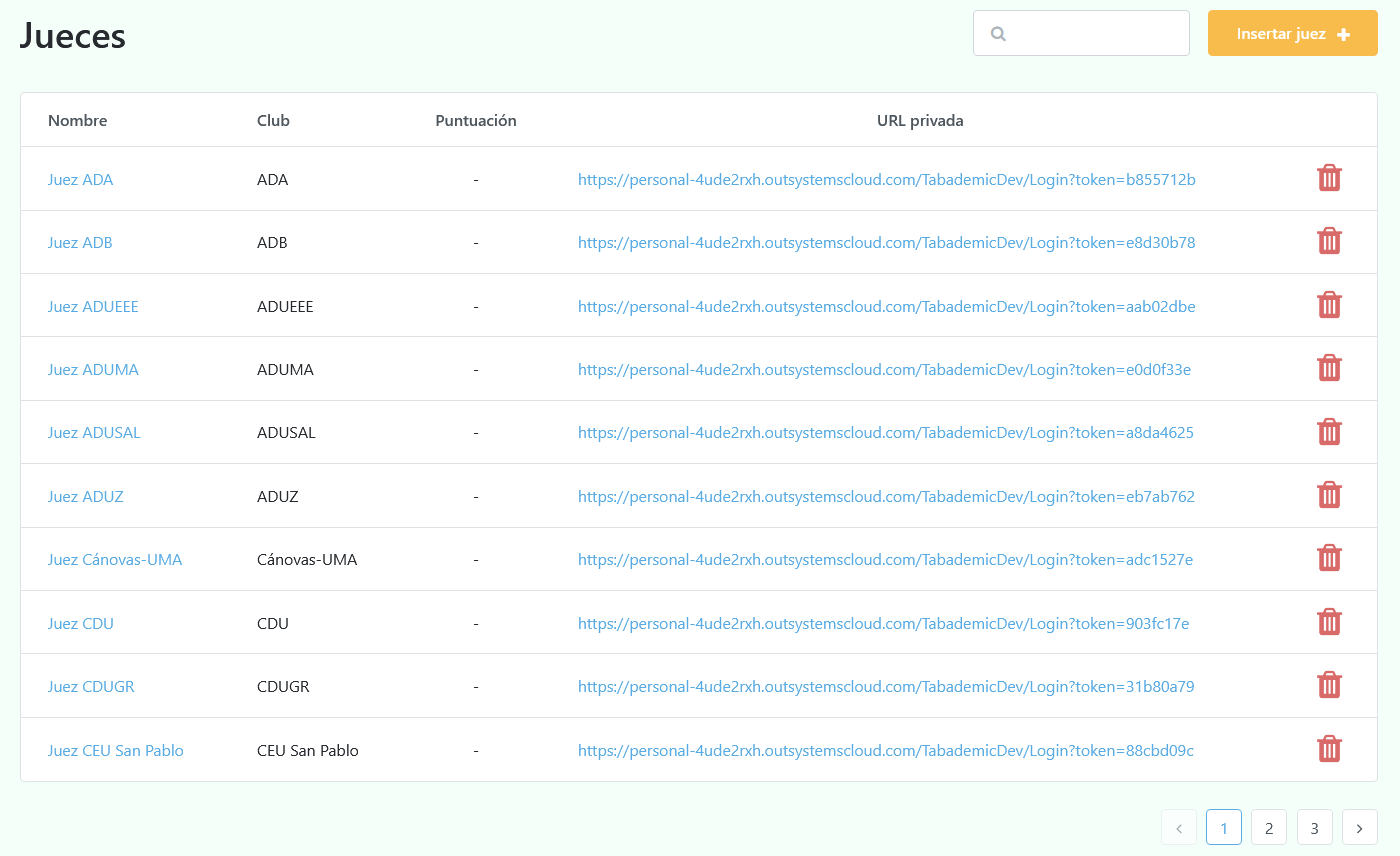 Jueces
Insertar juez
Nombre Club Puntuación URL privada
Juez ADA ADA - https://personal-4ude2rxh.outsystemscloud.com/TabademicDev/Login?token=b855712b
Juez ADB ADB - https://personal-4ude2rxh.outsystemscloud.com/TabademicDev/Login?token=e8d30b78
Juez ADUEEE ADUEEE - https://personal-4ude2rxh.outsystemscloud.com/TabademicDev/Login?token=aab02dbe
Juez ADUMA ADUMA - https://personal-4ude2rxh.outsystemscloud.com/TabademicDev/Login?token=e0d0f33e
Juez ADUSAL ADUSAL - https://personal-4ude2rxh.outsystemscloud.com/TabademicDev/Login?token=a8da4625
Juez ADUZ ADUZ - https://personal-4ude2rxh.outsystemscloud.com/TabademicDev/Login?token=eb7ab762
Juez Cánovas-UMA Cánovas-UMA - https://personal-4ude2rxh.outsystemscloud.com/TabademicDev/Login?token=adc1527e
Juez CDU CDU - https://personal-4ude2rxh.outsystemscloud.com/TabademicDev/Login?token=903fc17e
Juez CDUGR CDUGR - https://personal-4ude2rxh.outsystemscloud.com/TabademicDev/Login?token=31b80a79
Juez CEU San Pablo CEU San Pablo - https://personal-4ude2rxh.outsystemscloud.com/TabademicDev/Login?token=88cbd09c
1 2 3